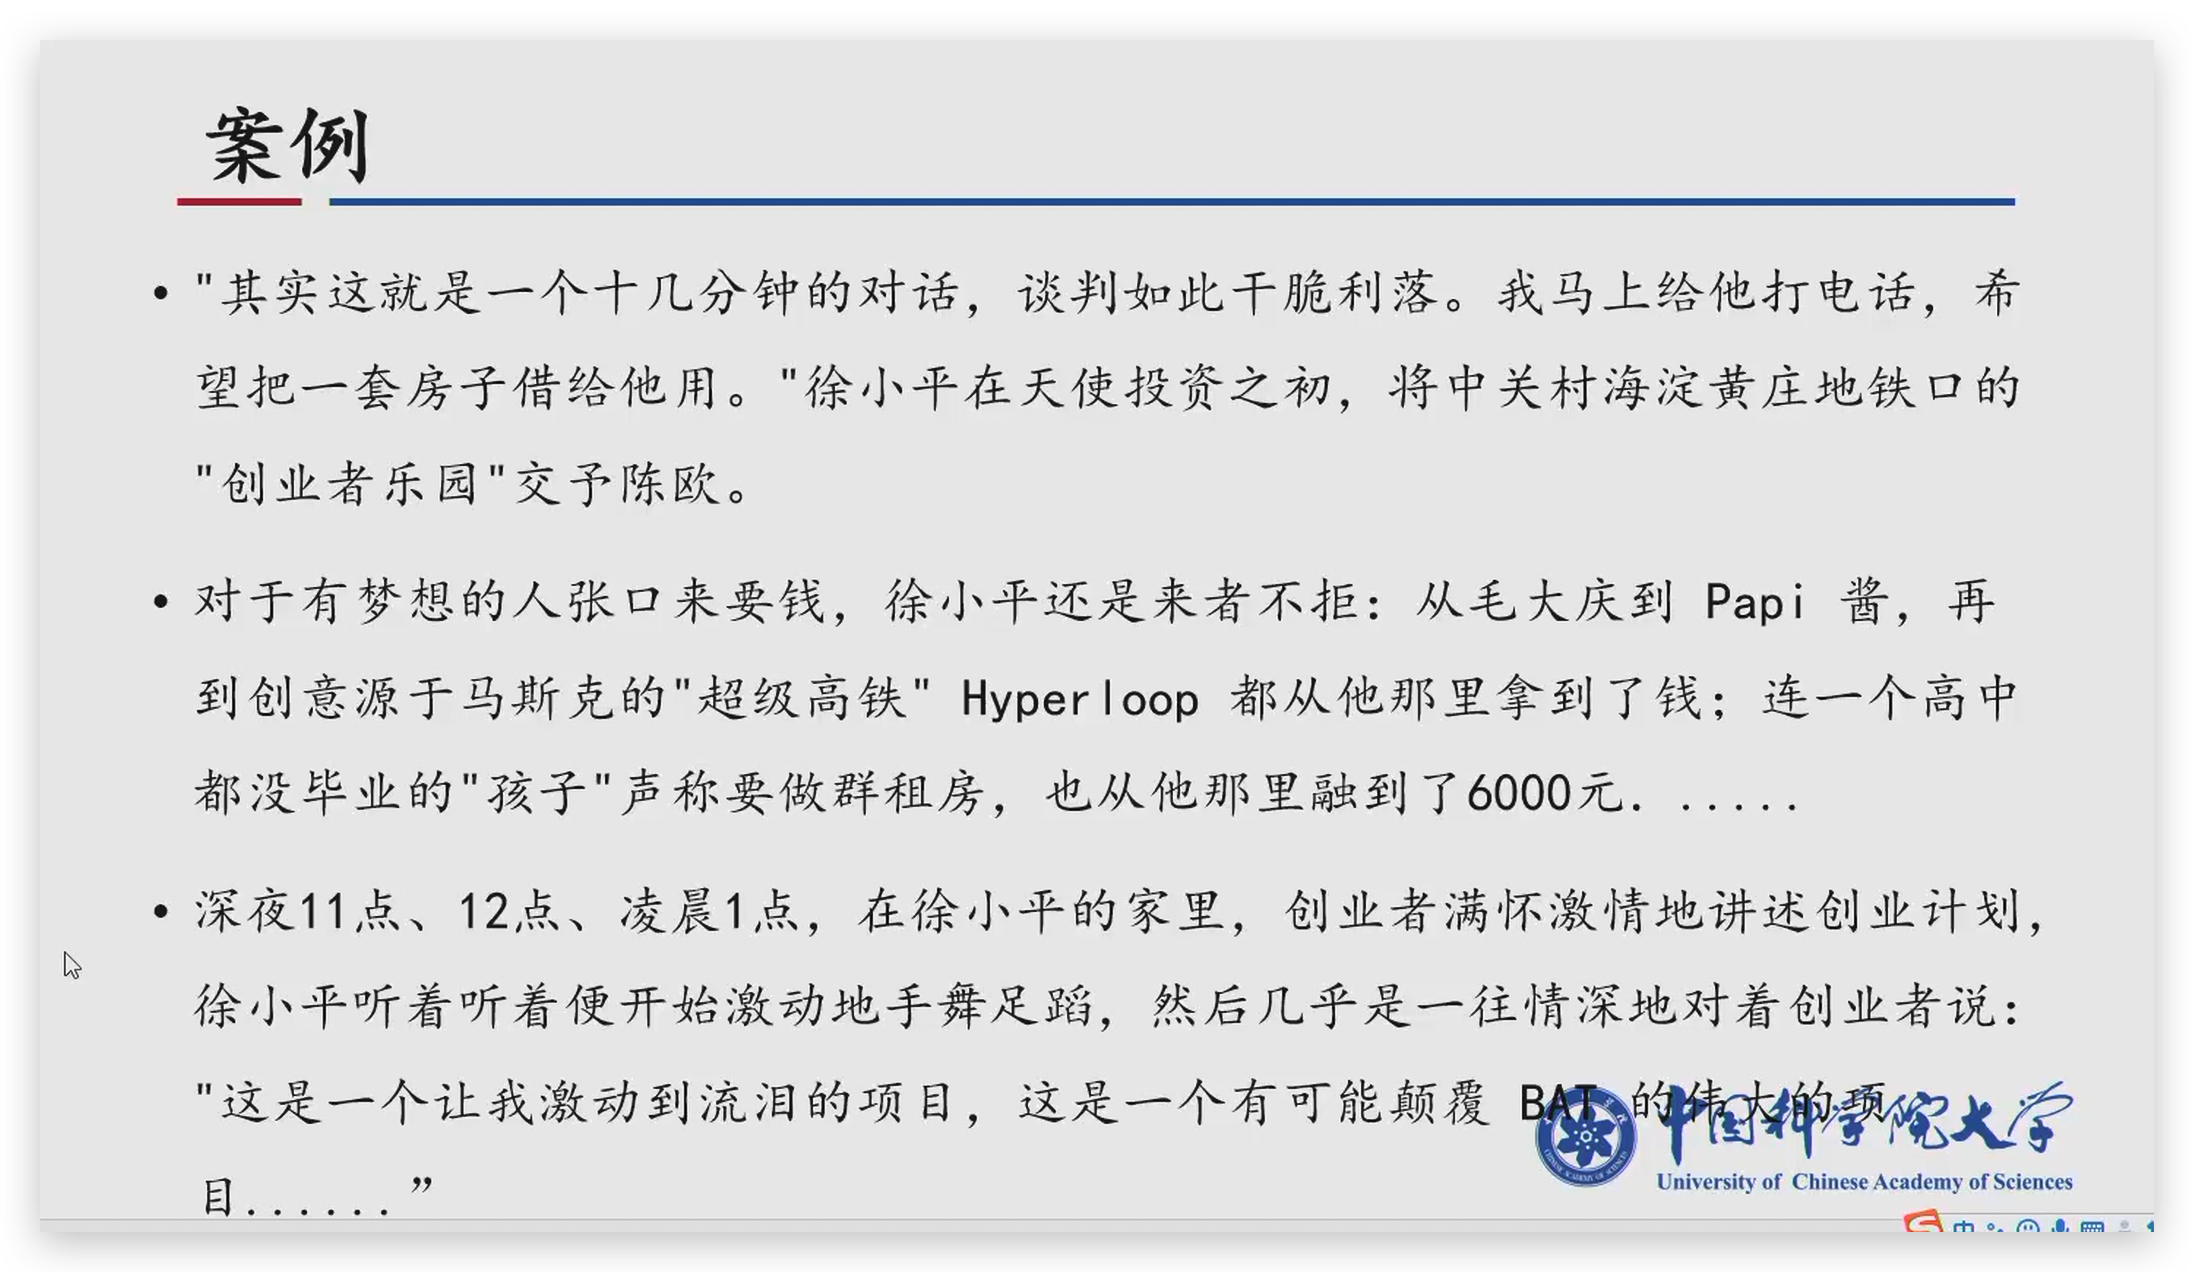 案例
• "其实这就是一个十几分钟的对话，谈判如此干脆利落。我马上给他打电话，希
望把一套房子借给他用。"徐小平在天使投资之初，将中关村海淀黄庄地铁口的
"创业者乐园"交予陈欧。
• 对于有梦想的人张口来要钱，徐小平还是来者不拒：从毛大庆到 Papi 酱，再
到创意源于马斯克的"超级高铁" Hyperloop 都从他那里拿到了钱；连一个高中
都没毕业的"孩子"声称要做群租房，也从他那里融到了6000元. .....
• 深夜11点、12点、凌晨1点，在徐小平的家里，创业者满怀激情地讲述创业计划，
徐小平听着听着便开始激动地手舞足蹈，然后几乎是一往情深地对着创业者说：
"这是一个让我激动到流泪的项目，这是一个有可能颠覆 BAT 的伟大的项
目......”
中国科学院大学
University of Chinese Academy of Sciences
中